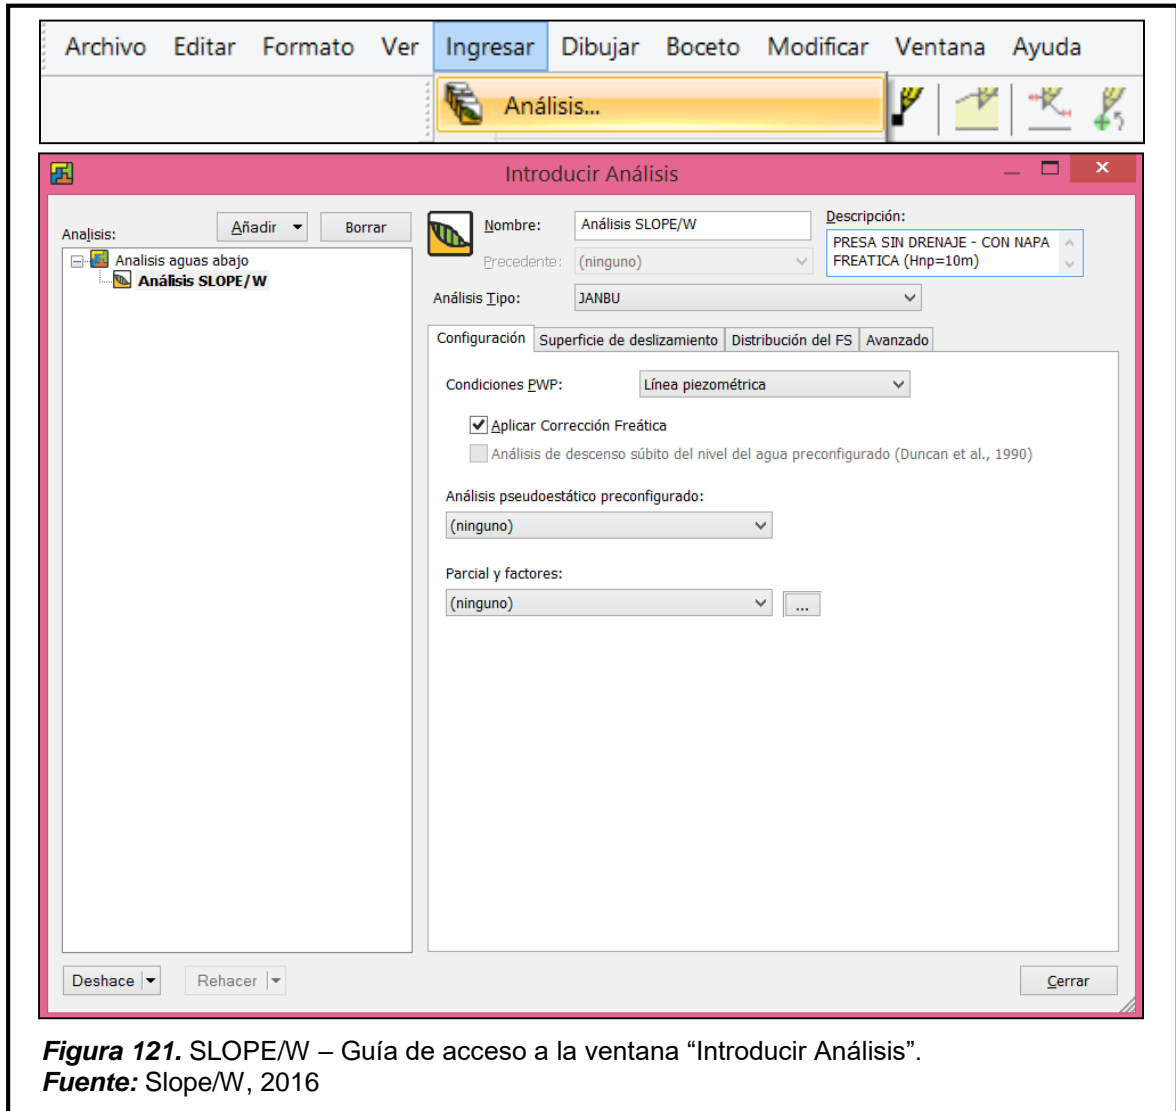 Archivo Editar Formato Ver Ingresar Dibujar Boceto Modificar Ventana Ayuda
Análisis...
Introducir Análisis
Analisis:
Añadir
Borrar
Analisis aguas abajo
Análisis SLOPE/W
Nombre:
Análisis SLOPE/W
Precedente:
(ninguno)
Descripción:
PRESA SIN DRENAJE - CON NAPA
FREATICA (Hnp=10m)
Análisis Tipo:
JANBU
Configuración
Superficie de deslizamiento
Distribución del FS
Avanzado
Condiciones PWP:
Línea piezométrica
Aplicar Corrección Freática
Análisis de descenso súbito del nivel del agua preconfigurado (Duncan et al., 1990)
Análisis pseudoestático preconfigurado:
(ninguno)
Parcial y factores:
(ninguno)
...
Deshace
Rehacer
Cerrar
Figura 121. SLOPE/W – Guía de acceso a la ventana “Introducir Análisis”.
Fuente: Slope/W, 2016